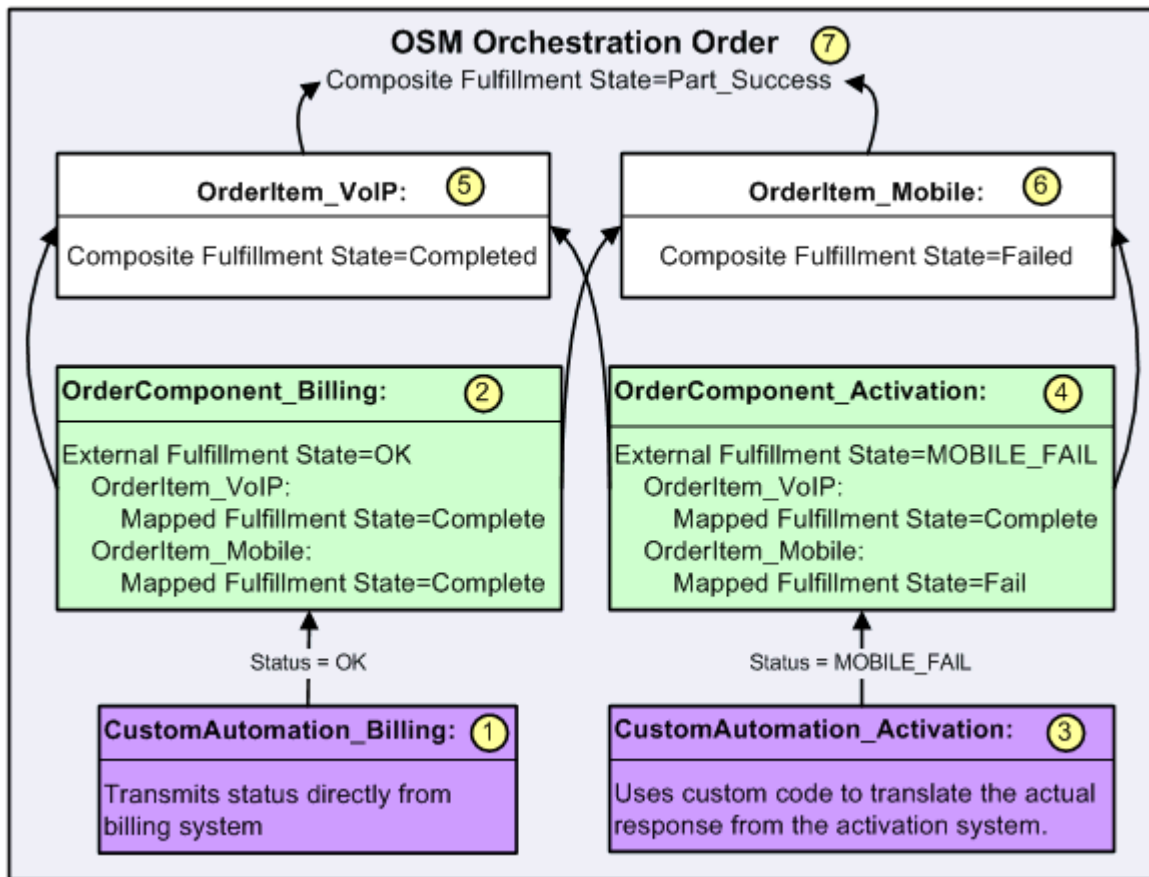 OSM Orchestration Order 7
Composite Fulfillment State=Part_Success
OrderItem_VoIP: 5
Composite Fulfillment State=Completed
OrderItem_Mobile: 6
Composite Fulfillment State=Failed
OrderComponent_Billing: 2
External Fulfillment State=OK
OrderItem_VoIP:
Mapped Fulfillment State=Complete
OrderItem_Mobile:
Mapped Fulfillment State=Complete
OrderComponent_Activation: 4
External Fulfillment State=MOBILE_FAIL
OrderItem_VoIP:
Mapped Fulfillment State=Complete
OrderItem_Mobile:
Mapped Fulfillment State=Fail
Status = OK
Status = MOBILE_FAIL
CustomAutomation_Billing: 1
Transmits status directly from
billing system
CustomAutomation_Activation: 3
Uses custom code to translate the actual
response from the activation system.